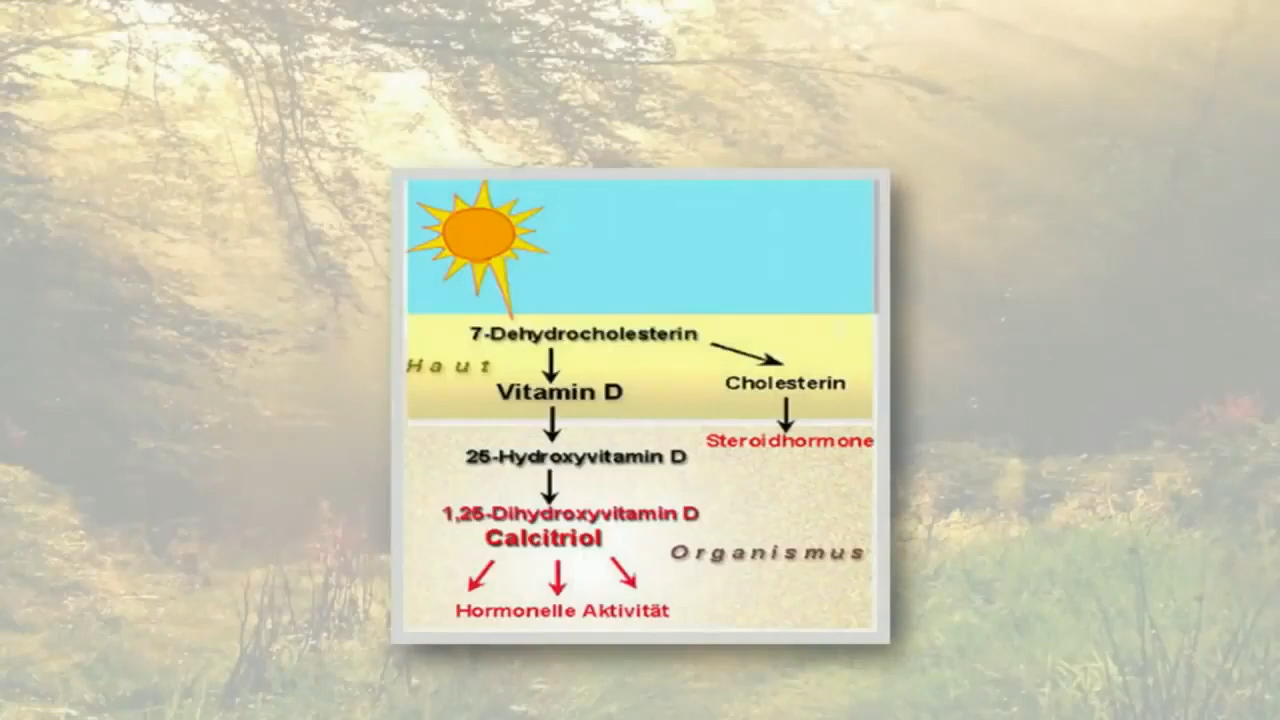 7-Dehydrocholesterin
Haut
Vitamin D
Cholesterin
Steroidhormone
25-Hydroxyvitamin D
1,25-Dihydroxyvitamin D
Calcitriol
Organismus
Hormonelle Aktivität